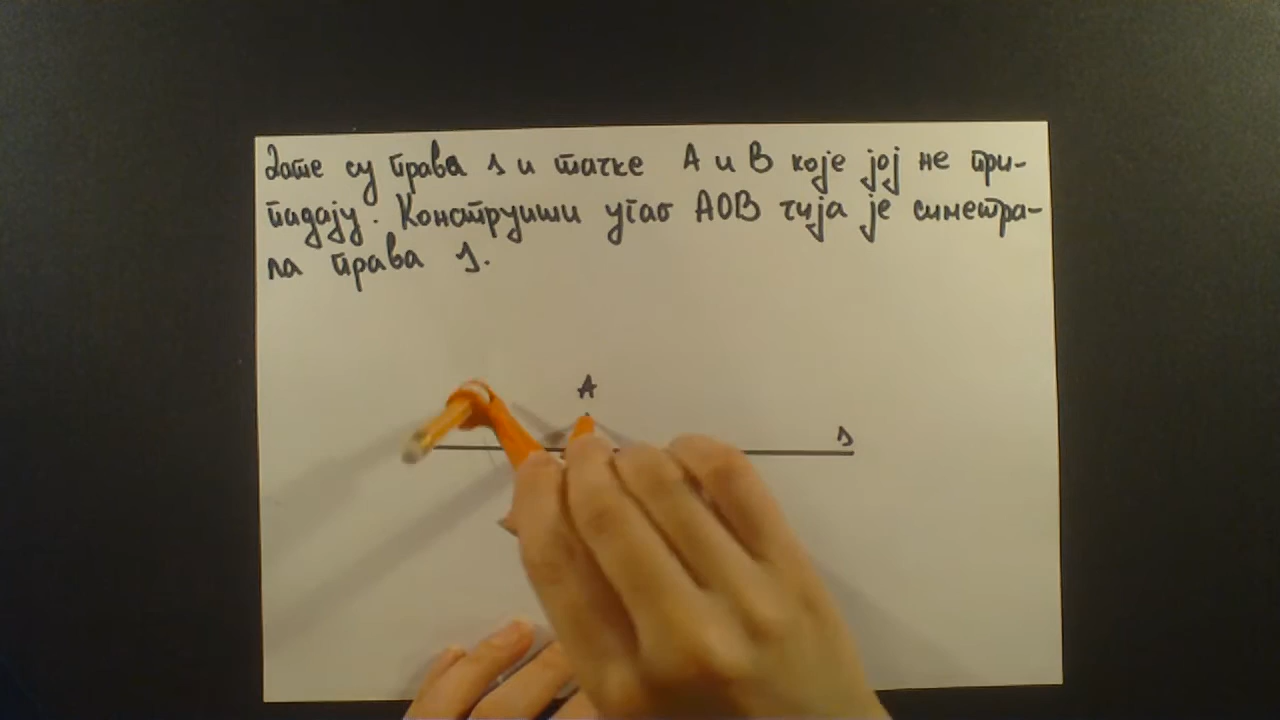 Дате су права s и тачке A и B које јој не при-
падају. Конструиши угао AOB чија је симетра-
ла права s.
A
s